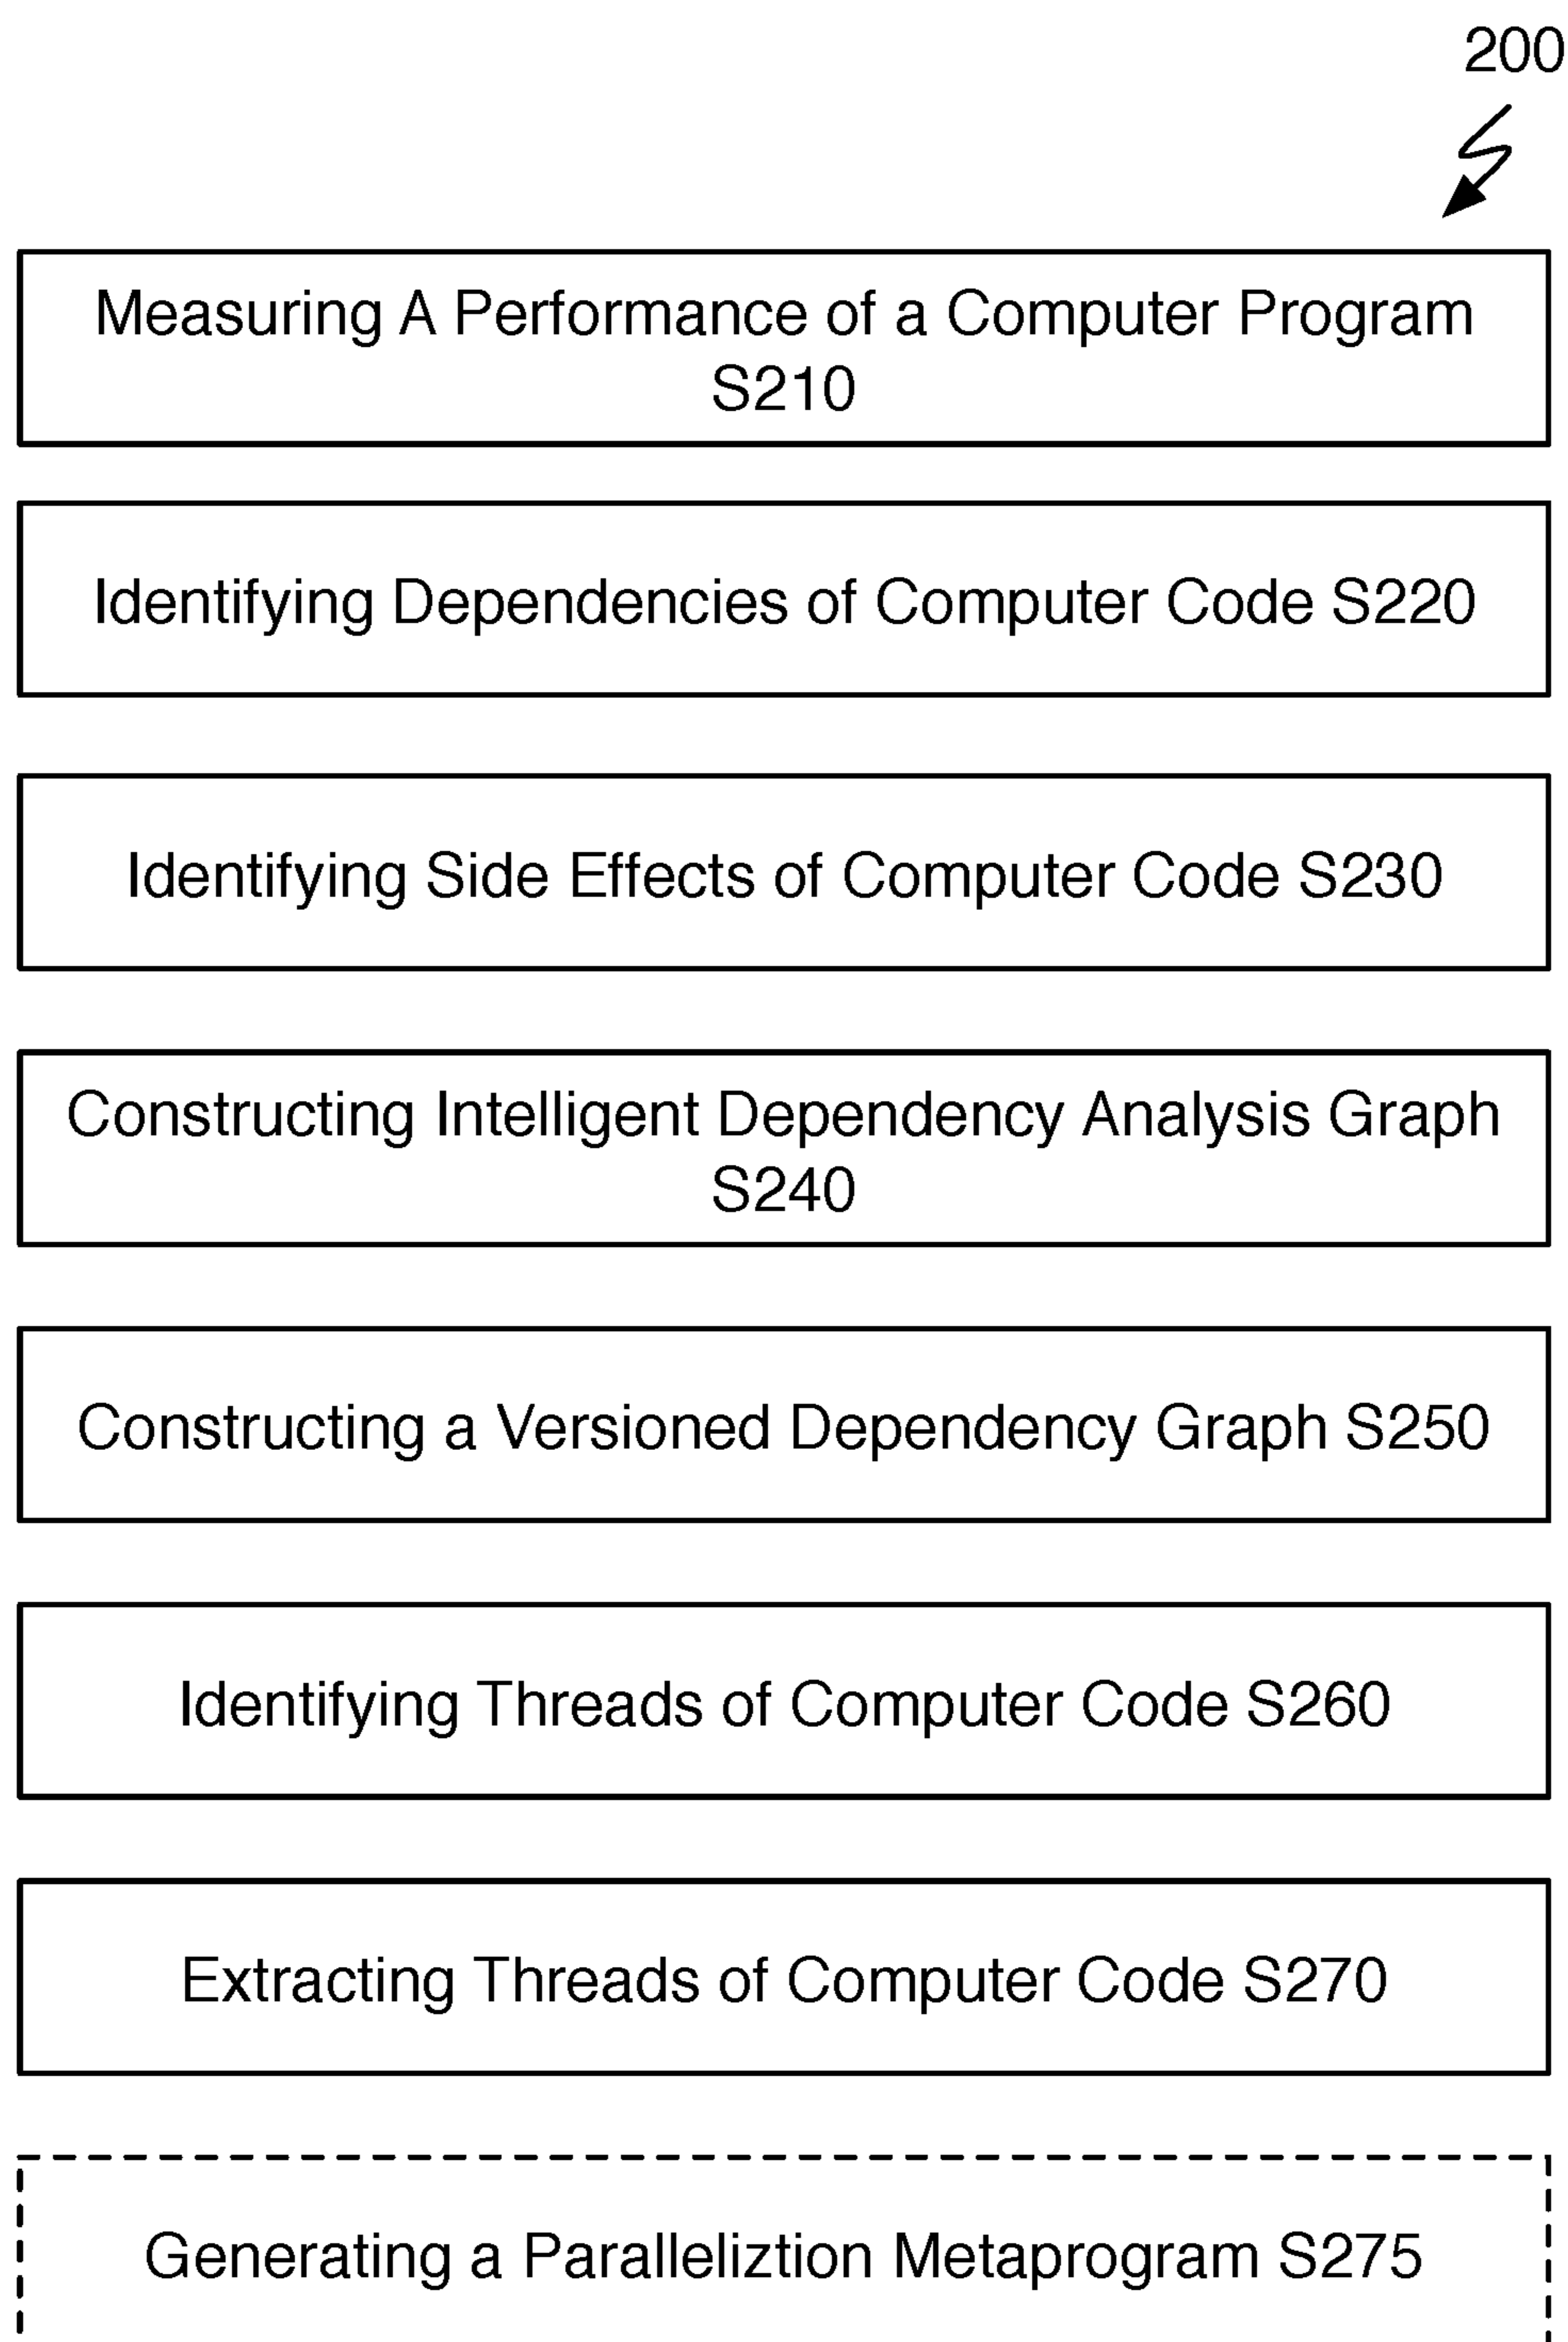 200
Measuring A Performance of a Computer Program
S210
Identifying Dependencies of Computer Code S220
Identifying Side Effects of Computer Code S230
Constructing Intelligent Dependency Analysis Graph
S240
Constructing a Versioned Dependency Graph S250
Identifying Threads of Computer Code S260
Extracting Threads of Computer Code S270
Generating a Paralleliztion Metaprogram S275